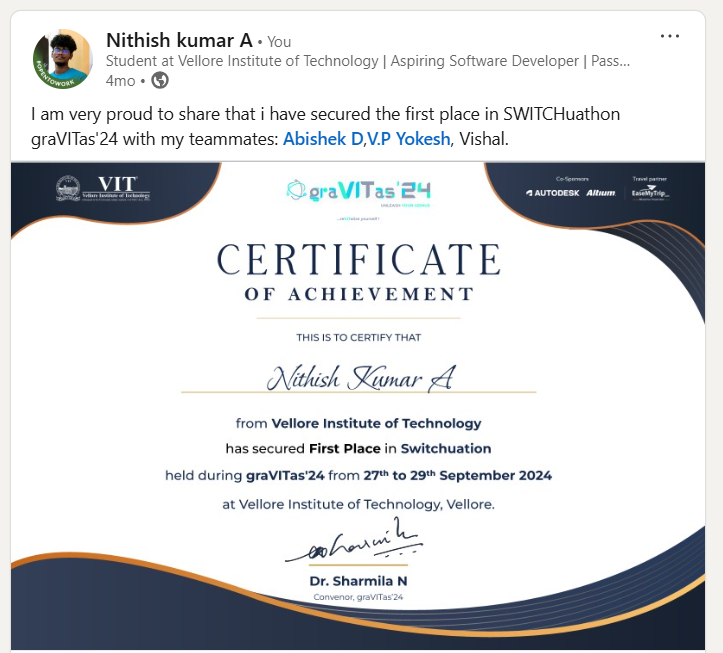 Nithish kumar A • You
Student at Vellore Institute of Technology | Aspiring Software Developer | Pass...
4mo •
#OPENTOWORK
I am very proud to share that i have secured the first place in SWITCHuathon
graVITas'24 with my teammates: Abishek D,V.P Yokesh, Vishal.
VIT
Vellore Institute of Technology
graVITas'24
Co-Sponsors
AUTODESK Altium
Travel partner
EaseMyTrip
CERTIFICATE
OF ACHIEVEMENT
THIS IS TO CERTIFY THAT
Nithish Kumar A
from Vellore Institute of Technology
has secured First Place in Switchuation
held during graVITas'24 from 27th to 29th September 2024
at Vellore Institute of Technology, Vellore.
Dr. Sharmila N
Convenor, graVITas'24